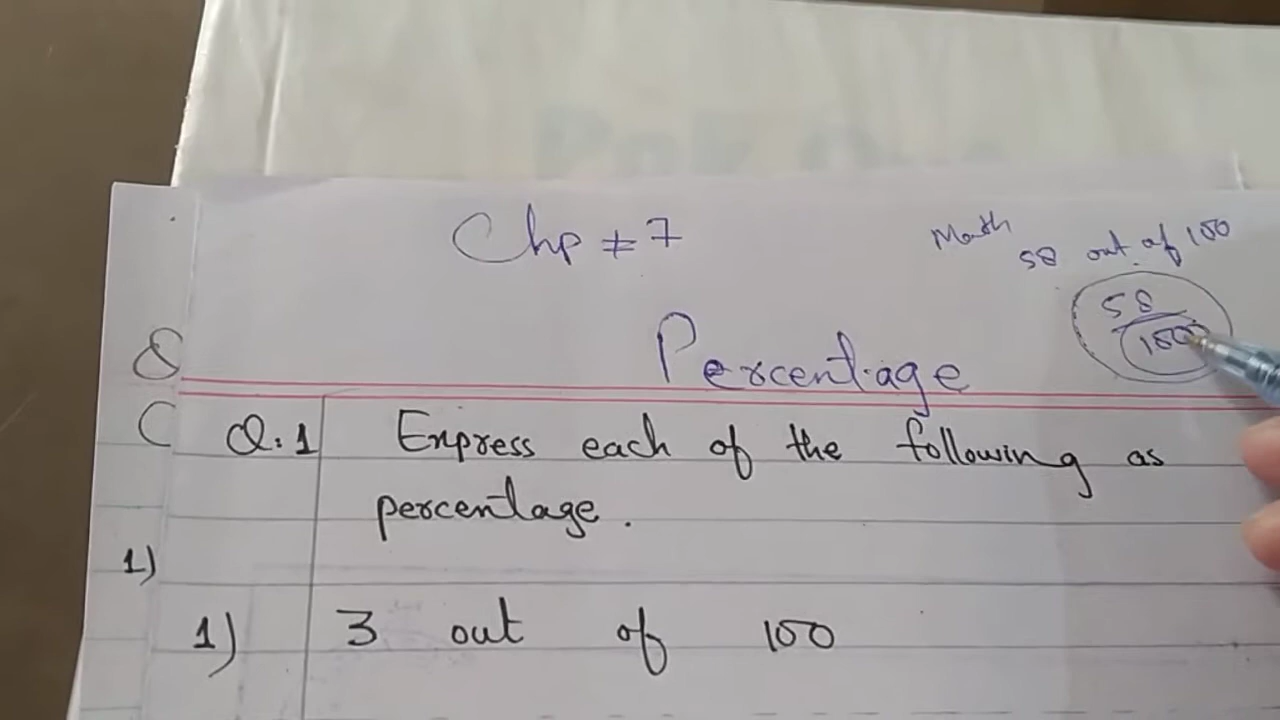 Chp # 7
Math
58 out of 100
58
100
Percentage
Q.1 Express each of the following as
percentage.
1)
1) 3 out of 100